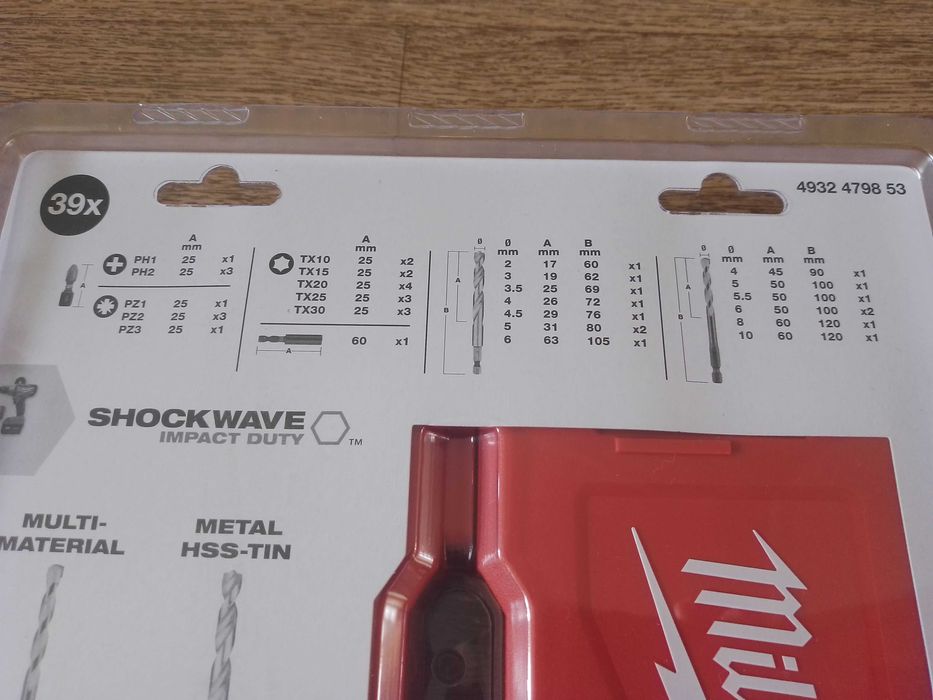 39x
4932 4798 53
A
mm
PH1 25 x1
PH2 25 x3
PZ1 25 x1
PZ2 25 x3
PZ3 25 x1
A
mm
TX10 25 x2
TX15 25 x2
TX20 25 x4
TX25 25 x3
TX30 25 x3
A 60 x1
Ø A B
mm mm mm
2 17 60 x1
3 19 62 x1
3.5 25 69 x1
4 26 72 x1
4.5 29 76 x1
5 31 80 x2
6 63 105 x1
Ø A B
mm mm mm
4 45 90 x1
5 50 100 x1
5.5 50 100 x1
6 50 100 x2
8 60 120 x1
10 60 120 x1
SHOCKWAVE
IMPACT DUTY ™
MULTI-
MATERIAL
METAL
HSS-TIN
Mil